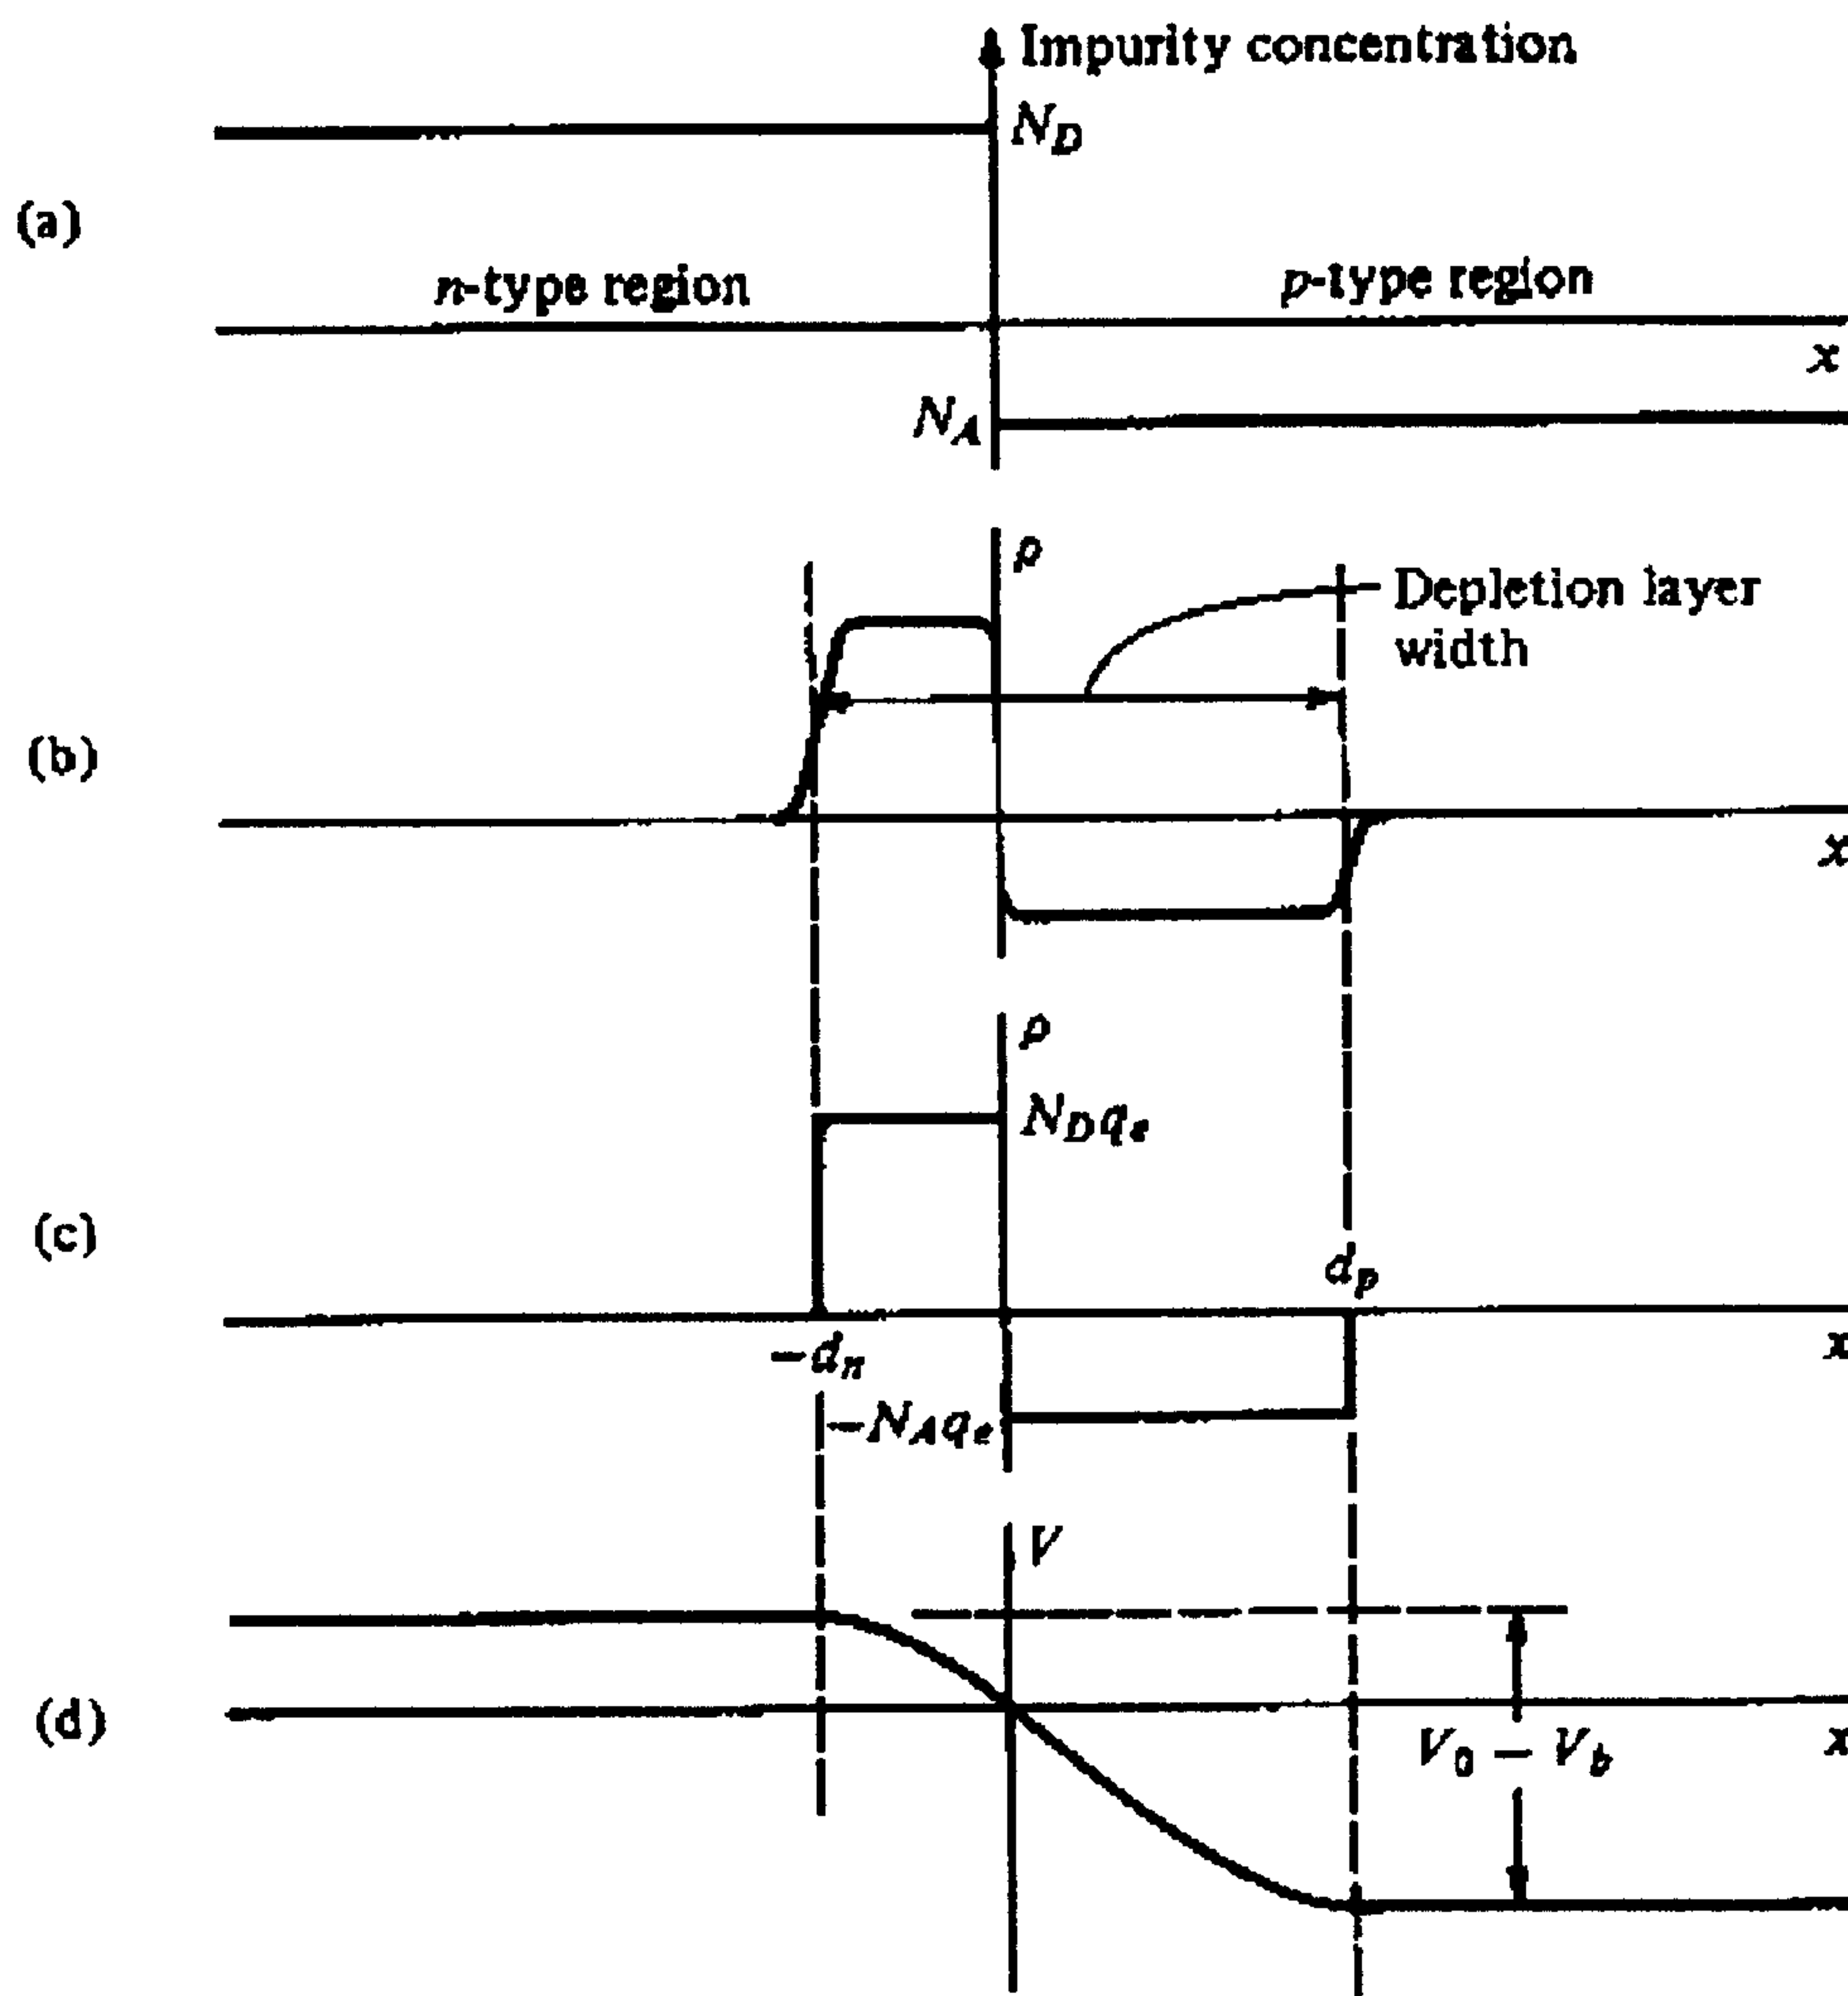 Impurity concentration
N_D
(a)
n-type region
p-type region
x
N_A
ρ
Depletion layer
width
(b)
x
ρ
N_D q_e
(c)
d_p
x
-d_n
-N_A q_e
V
(d)
V_0 - V_b
x